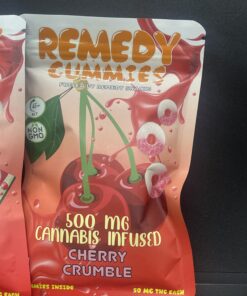 REMEDY
GUMMIES
NON
GMO
500 MG
CANNABIS INFUSED
CHERRY
CRUMBLE
50 MG THC EACH